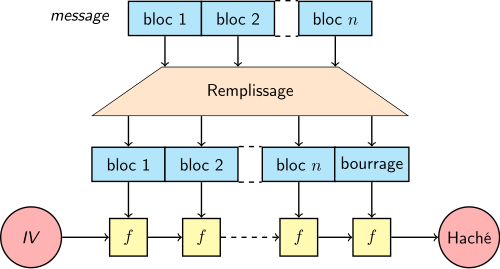 message bloc 1 bloc 2 bloc n
Remplissage
bloc 1 bloc 2 bloc n bourrage
IV f f f f Haché